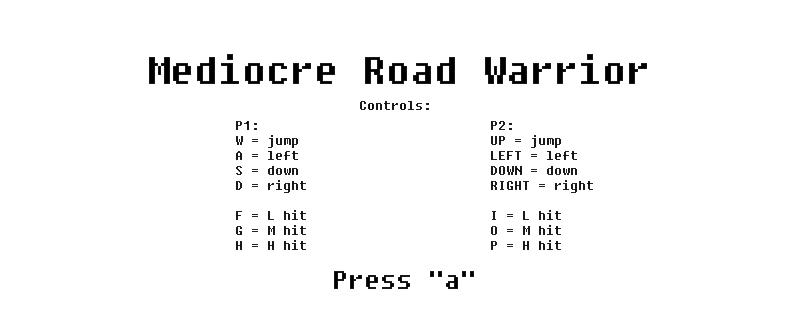 Mediocre Road Warrior
Controls:
P1:
W = jump
A = left
S = down
D = right
F = L hit
G = M hit
H = H hit
P2:
UP = jump
LEFT = left
DOWN = down
RIGHT = right
I = L hit
O = M hit
P = H hit
Press "a"